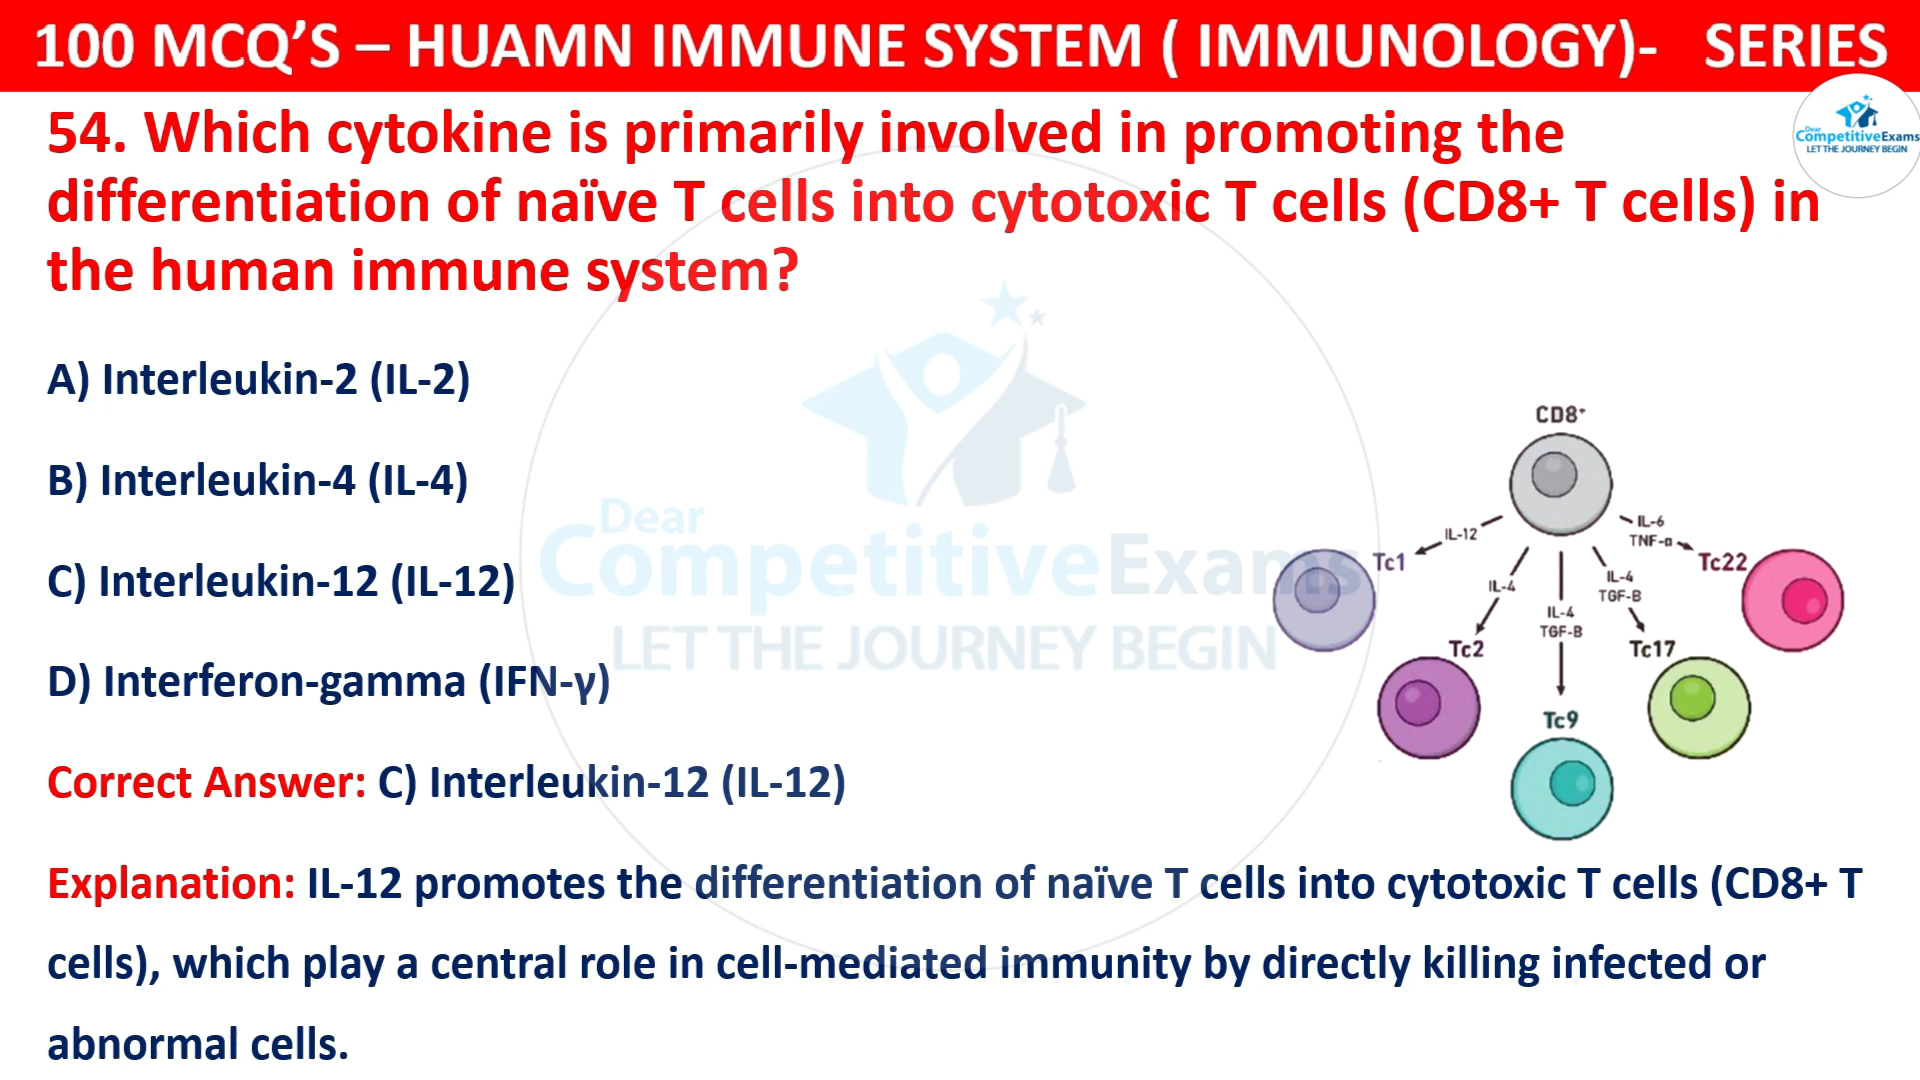 100 MCQ’S – HUAMN IMMUNE SYSTEM ( IMMUNOLOGY)- SERIES
Dear
CompetitiveExams
LET THE JOURNEY BEGIN
54. Which cytokine is primarily involved in promoting the
differentiation of naïve T cells into cytotoxic T cells (CD8+ T cells) in
the human immune system?
A) Interleukin-2 (IL-2)
B) Interleukin-4 (IL-4)
C) Interleukin-12 (IL-12)
D) Interferon-gamma (IFN-γ)
Dear
CompetitiveExams
LET THE JOURNEY BEGIN
CD8+
IL-12
Tc1
IL-4
Tc2
IL-4
TGF-B
Tc9
IL-4
TGF-B
Tc17
IL-6
TNF-α
Tc22
Correct Answer: C) Interleukin-12 (IL-12)
Explanation: IL-12 promotes the differentiation of naïve T cells into cytotoxic T cells (CD8+ T
cells), which play a central role in cell-mediated immunity by directly killing infected or
abnormal cells.